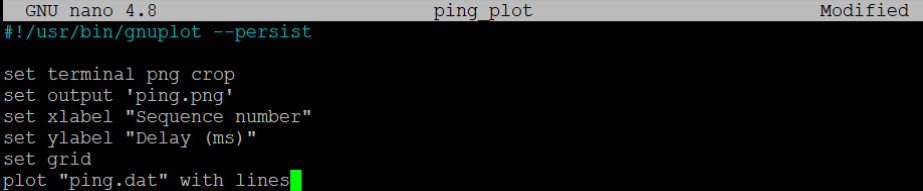 GNU nano 4.8 ping_plot Modified
#!/usr/bin/gnuplot --persist
set terminal png crop
set output 'ping.png'
set xlabel "Sequence number"
set ylabel "Delay (ms)"
set grid
plot "ping.dat" with lines